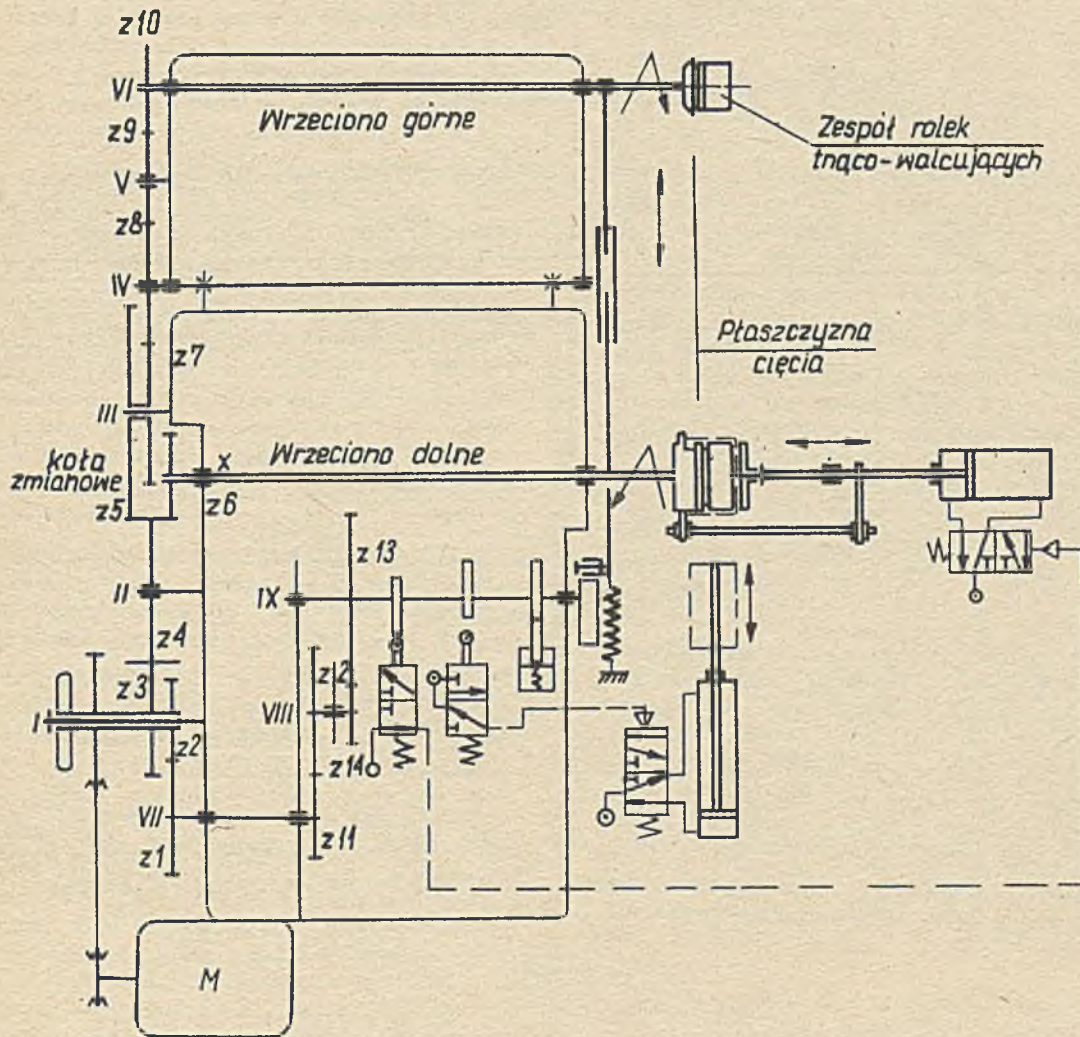 z10
VI
Wrzeciono górne
Zespół rolek
tnąco-walcujących
z9
V
z8
IV
z7
Płaszczyzna
cięcia
III
koła
zmianowe
z5
x
z6
Wrzeciono dolne
z13
IX
II
z4
z3
z12
VIII
I
z2
z14
VII
z1
z11
M